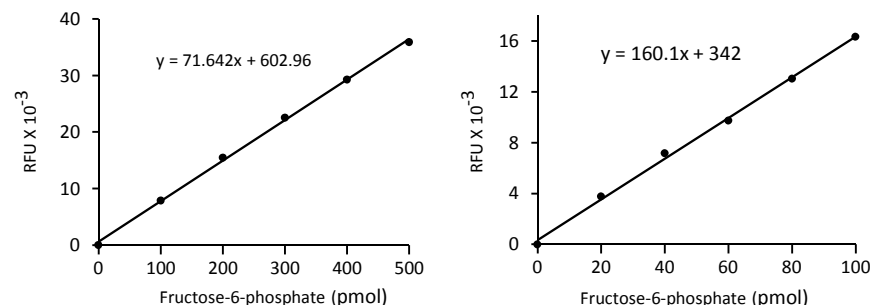 40
30
20
10
0
RFU X 10⁻³
y = 71.642x + 602.96
0 100 200 300 400 500
Fructose-6-phosphate (pmol)
16
12
8
4
0
RFU X 10⁻³
y = 160.1x + 342
0 20 40 60 80 100
Fructose-6-phosphate (pmol)